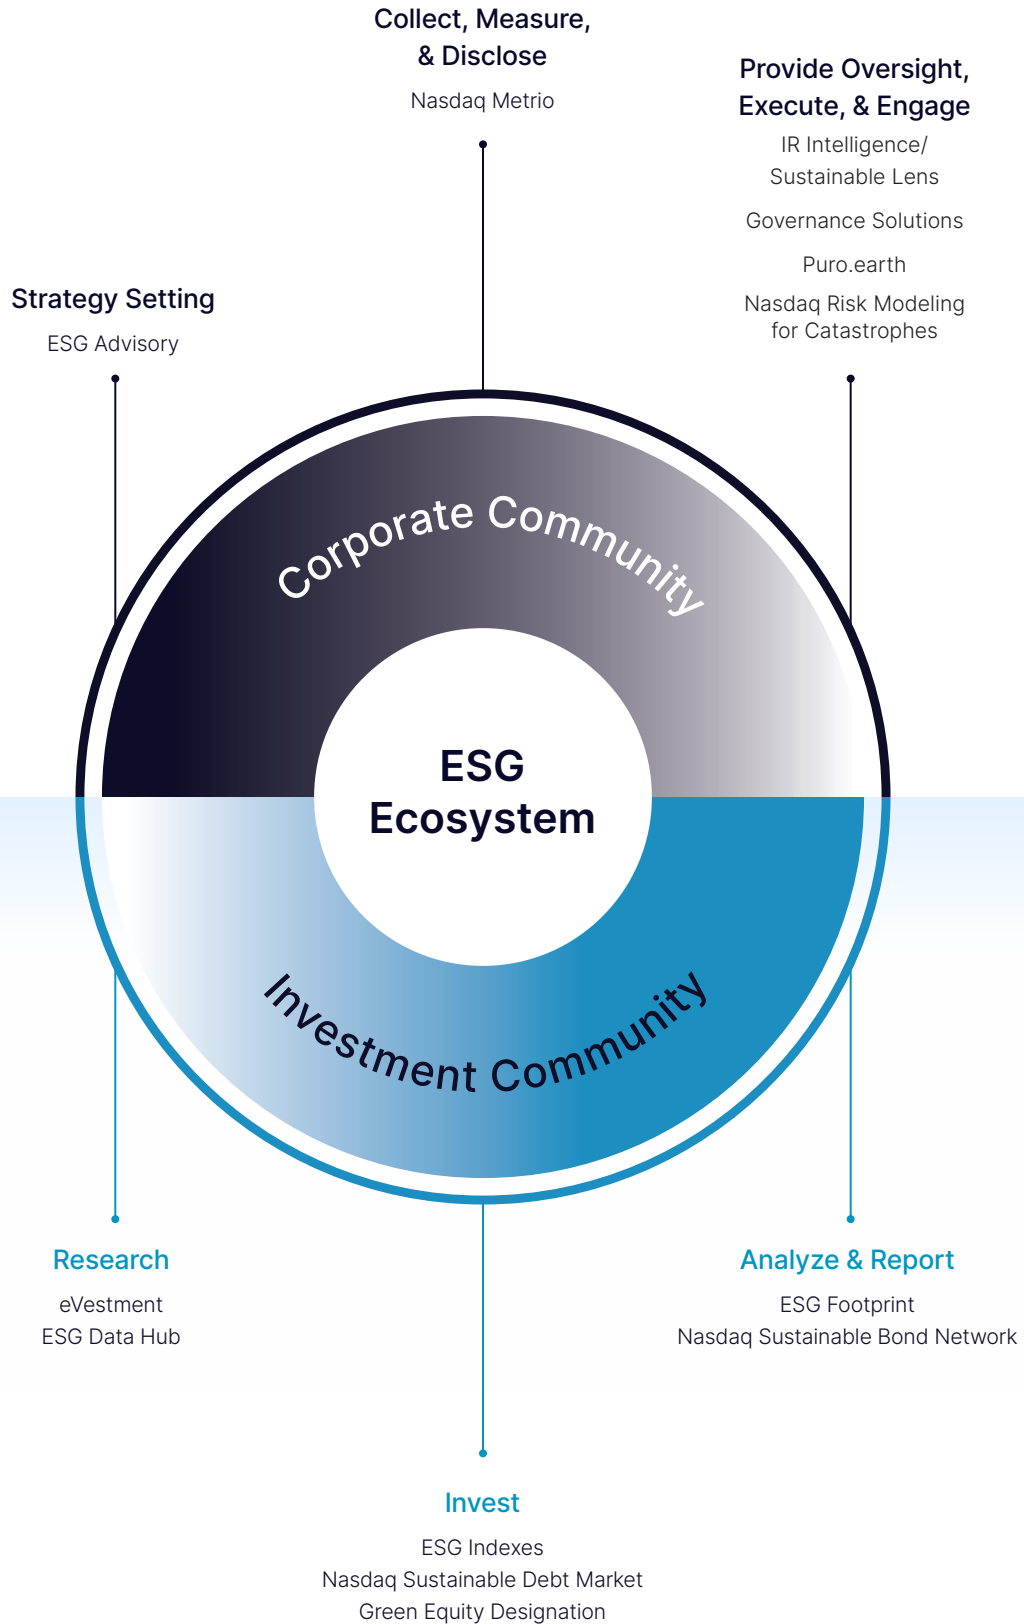 Collect, Measure,
& Disclose
Nasdaq Metrio
Provide Oversight,
Execute, & Engage
IR Intelligence/
Sustainable Lens
Governance Solutions
Puro.earth
Nasdaq Risk Modeling
for Catastrophes
Strategy Setting
ESG Advisory
Corporate Community
ESG
Ecosystem
Investment Community
Research
eVestment
ESG Data Hub
Analyze & Report
ESG Footprint
Nasdaq Sustainable Bond Network
Invest
ESG Indexes
Nasdaq Sustainable Debt Market
Green Equity Designation